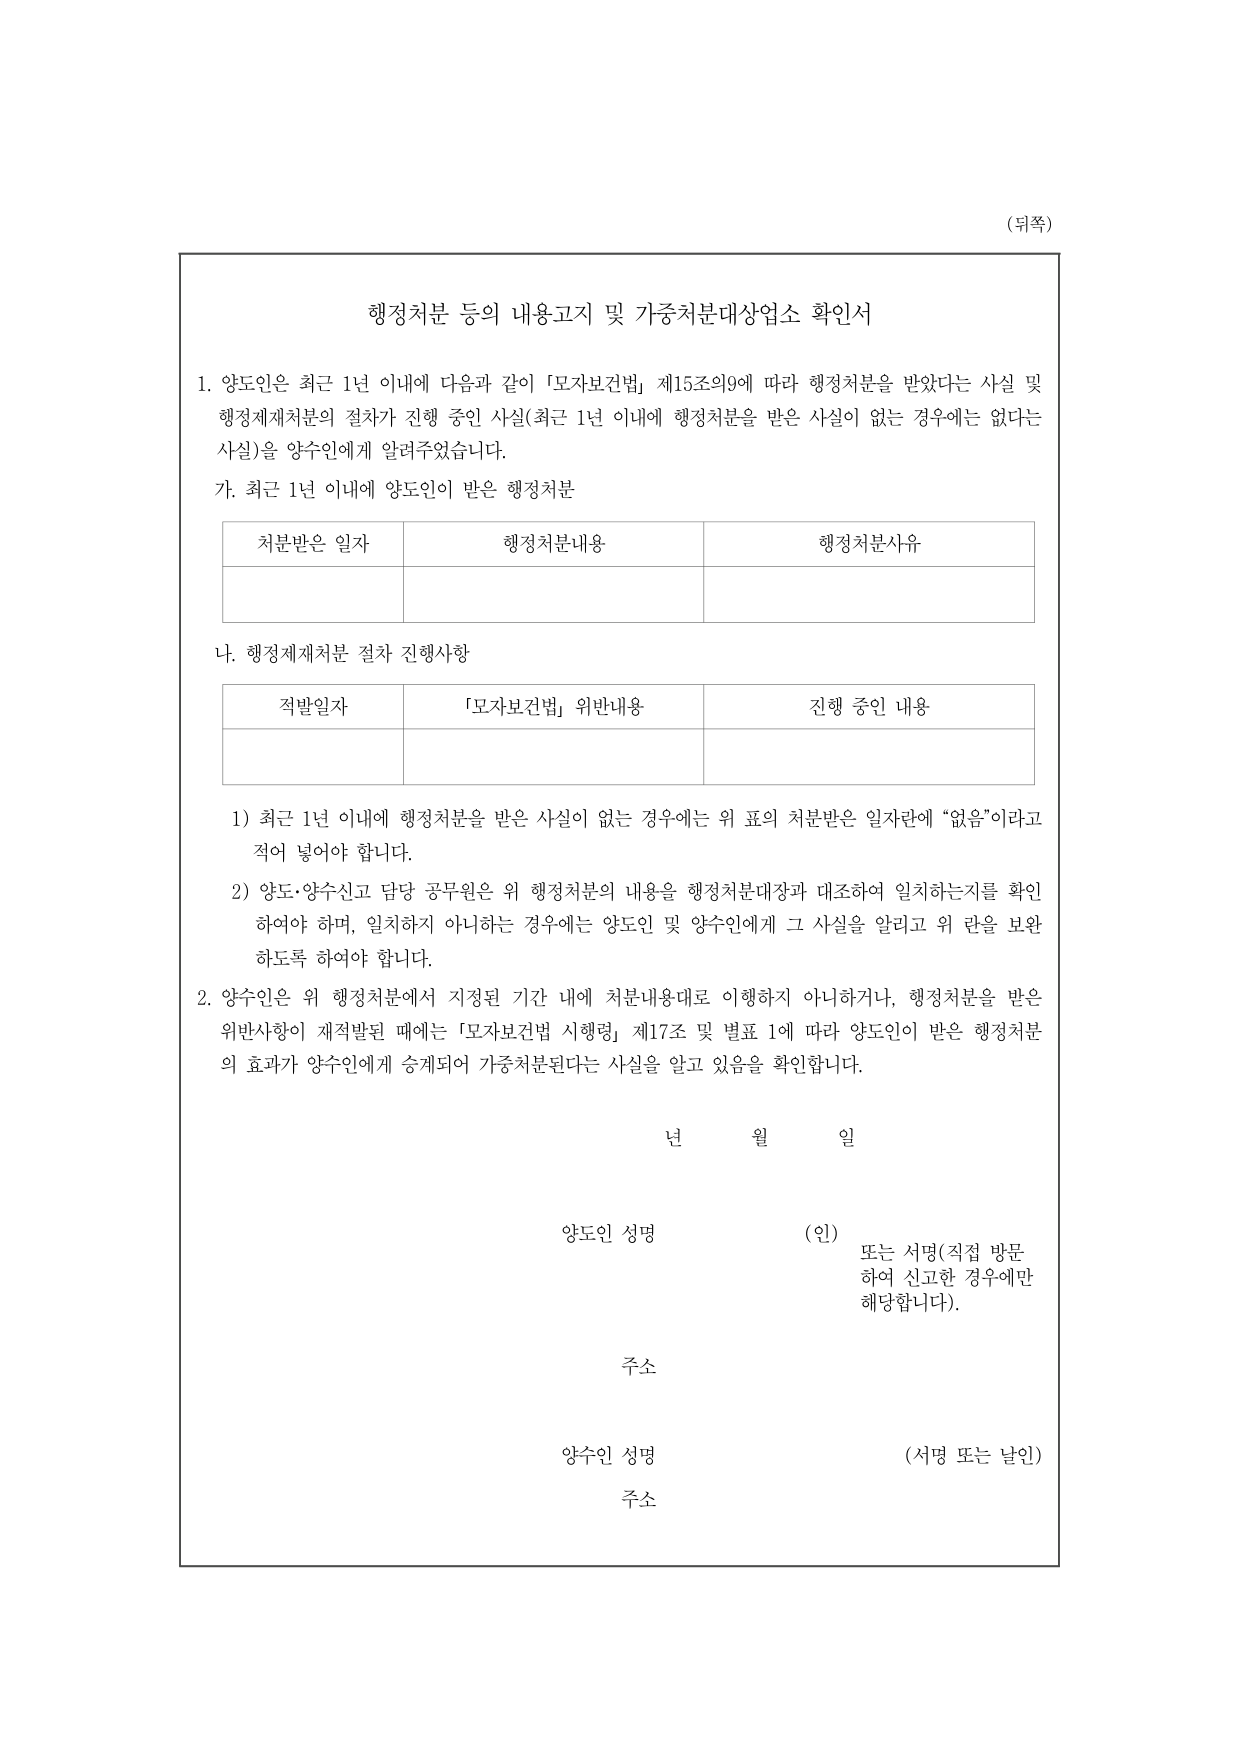 (뒤쪽)
행정처분 등의 내용고지 및 가중처분대상업소 확인서
1. 양도인은 최근 1년 이내에 다음과 같이 「모자보건법」 제15조의9에 따라 행정처분을 받았다는 사실 및
행정제재처분의 절차가 진행 중인 사실(최근 1년 이내에 행정처분을 받은 사실이 없는 경우에는 없다는
사실)을 양수인에게 알려주었습니다.
가. 최근 1년 이내에 양도인이 받은 행정처분
처분받은 일자 행정처분내용 행정처분사유
나. 행정제재처분 절차 진행사항
적발일자 「모자보건법」 위반내용 진행 중인 내용
1) 최근 1년 이내에 행정처분을 받은 사실이 없는 경우에는 위 표의 처분받은 일자란에 “없음”이라고
적어 넣어야 합니다.
2) 양도·양수신고 담당 공무원은 위 행정처분의 내용을 행정처분대장과 대조하여 일치하는지를 확인
하여야 하며, 일치하지 아니하는 경우에는 양도인 및 양수인에게 그 사실을 알리고 위 란을 보완
하도록 하여야 합니다.
2. 양수인은 위 행정처분에서 지정된 기간 내에 처분내용대로 이행하지 아니하거나, 행정처분을 받은
위반사항이 재적발된 때에는 「모자보건법 시행령」 제17조 및 별표 1에 따라 양도인이 받은 행정처분
의 효과가 양수인에게 승계되어 가중처분된다는 사실을 알고 있음을 확인합니다.
년 월 일
양도인 성명 (인)
또는 서명(직접 방문
하여 신고한 경우에만
해당합니다).
주소
양수인 성명 (서명 또는 날인)
주소